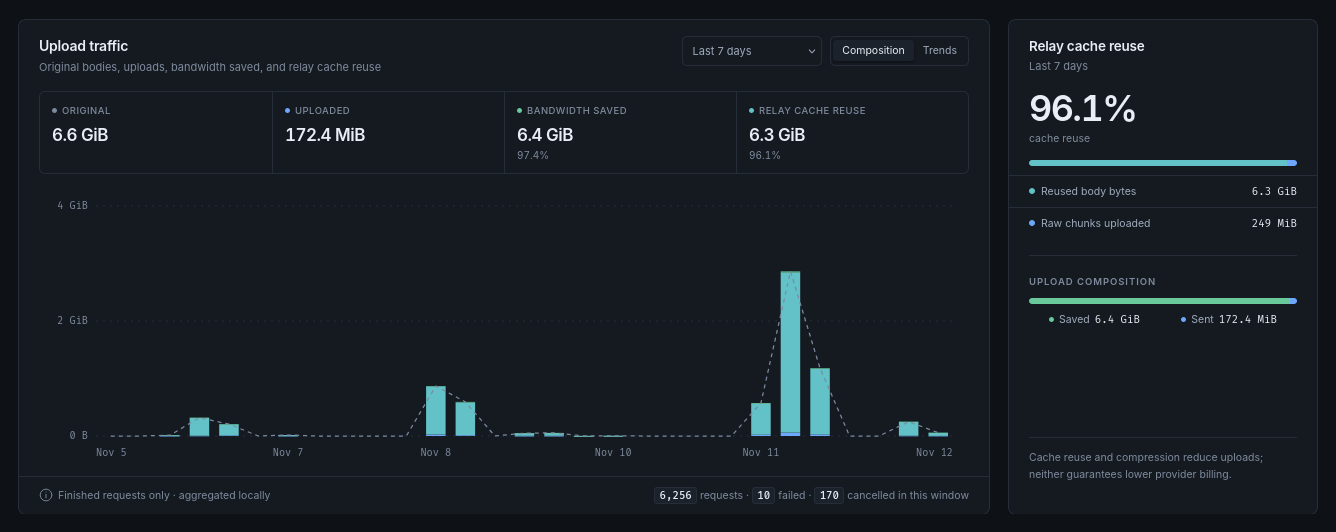 Upload traffic
Original bodies, uploads, bandwidth saved, and relay cache reuse
Last 7 days
Composition Trends
ORIGINAL
6.6 GiB
UPLOADED
172.4 MiB
BANDWIDTH SAVED
6.4 GiB
97.4%
RELAY CACHE REUSE
6.3 GiB
96.1%
4 GiB
2 GiB
0 B
Nov 5 Nov 7 Nov 8 Nov 10 Nov 11 Nov 12
Finished requests only · aggregated locally
6,256 requests · 10 failed · 170 cancelled in this window
Relay cache reuse
Last 7 days
96.1%
cache reuse
Reused body bytes 6.3 GiB
Raw chunks uploaded 249 MiB
UPLOAD COMPOSITION
Saved 6.4 GiB Sent 172.4 MiB
Cache reuse and compression reduce uploads;
neither guarantees lower provider billing.